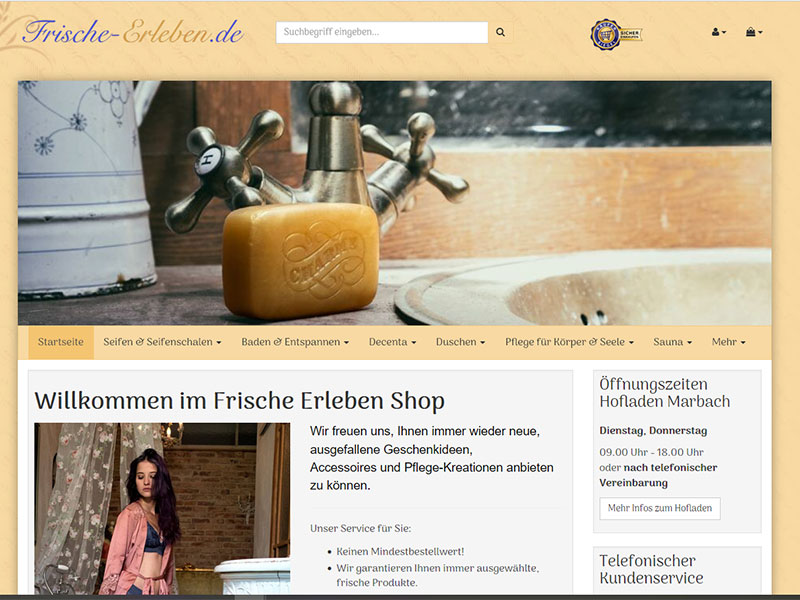 Frische-Erleben.de
Suchbegriff eingeben...
SICHER
H
CHARME
Startseite
Seifen & Seifenschalen
Baden & Entspannen
Decenta
Duschen
Pflege für Körper & Seele
Sauna
Mehr
Willkommen im Frische Erleben Shop
Wir freuen uns, Ihnen immer wieder neue,
ausgefallene Geschenkideen,
Accessoires und Pflege-Kreationen anbieten
zu können.
Unser Service für Sie:
Keinen Mindestbestellwert!
Wir garantieren Ihnen immer ausgewählte,
frische Produkte.
Öffnungszeiten
Hofladen Marbach
Dienstag, Donnerstag
09.00 Uhr - 18.00 Uhr
oder nach telefonischer
Vereinbarung
Mehr Infos zum Hofladen
Telefonischer
Kundenservice